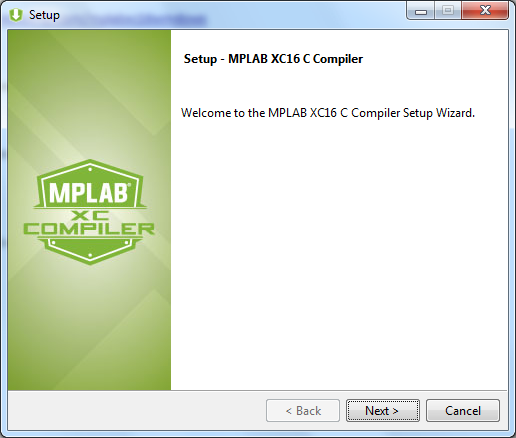 Setup
Setup - MPLAB XC16 C Compiler
Welcome to the MPLAB XC16 C Compiler Setup Wizard.
MPLAB®
XC
COMPILER
< Back
Next >
Cancel